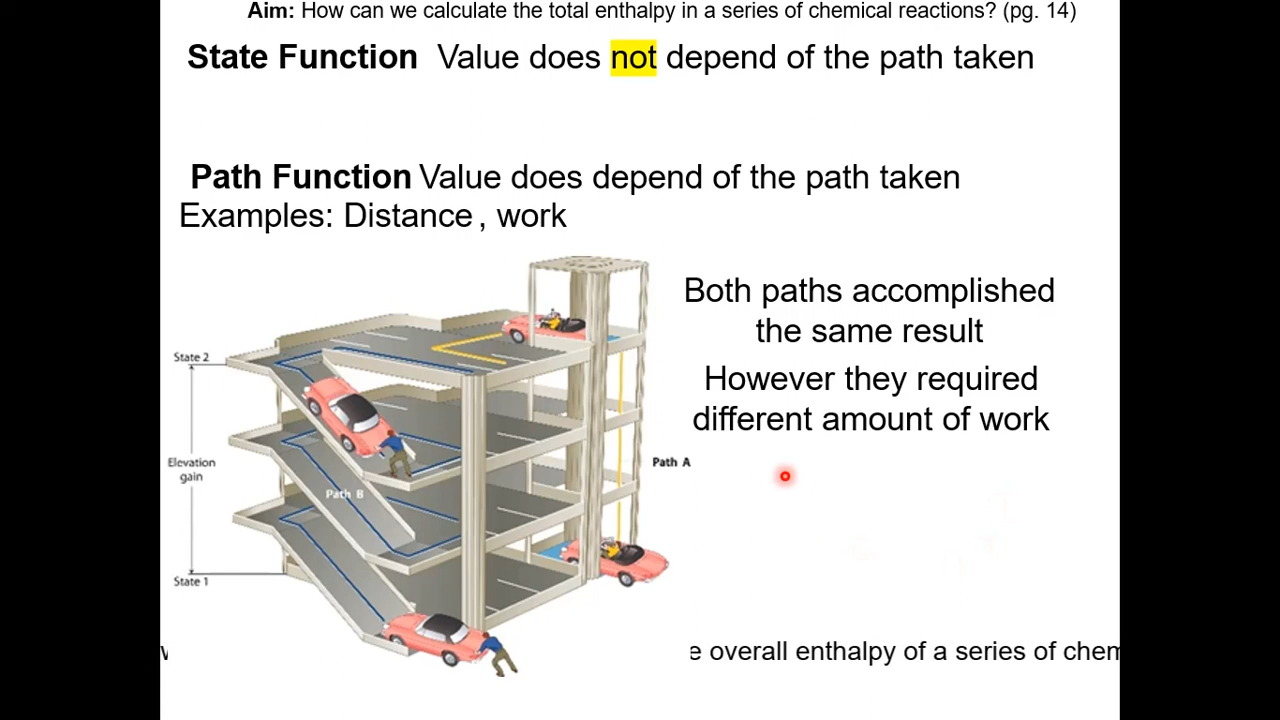 Aim: How can we calculate the total enthalpy in a series of chemical reactions? (pg. 14)
State Function Value does not depend of the path taken
Path Function Value does depend of the path taken
Examples: Distance , work
Both paths accomplished
the same result
However they required
different amount of work
State 2
Elevation
gain
Path A
Path B
State 1
e overall enthalpy of a series of chem